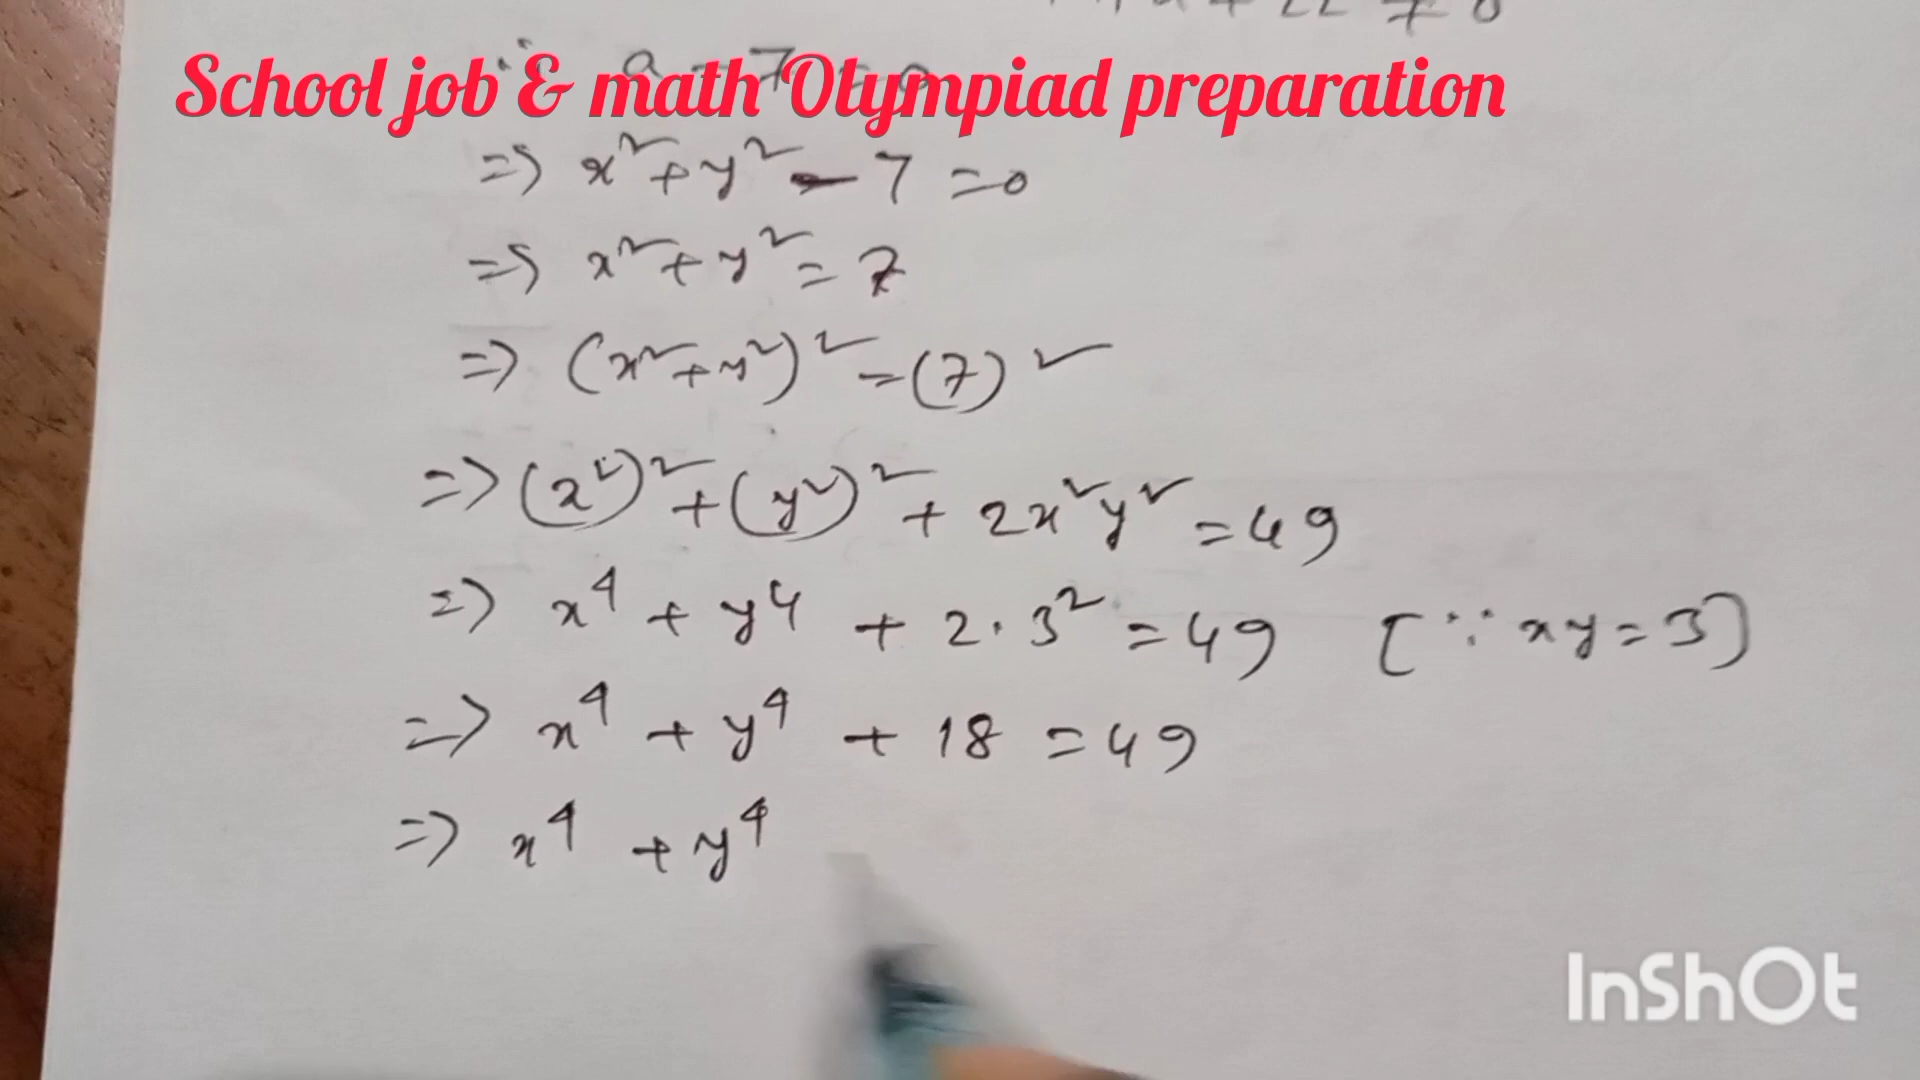 School job & math Olympiad preparation
=> x²+y²-7=0
=> x²+y²=7
=> (x²+y²)²=(7)²
=> (x²)²+(y²)²+2x²y²=49
=> x⁴+y⁴+2·3²=49 [∵ xy=3]
=> x⁴+y⁴+18=49
=> x⁴+y⁴
InShOt